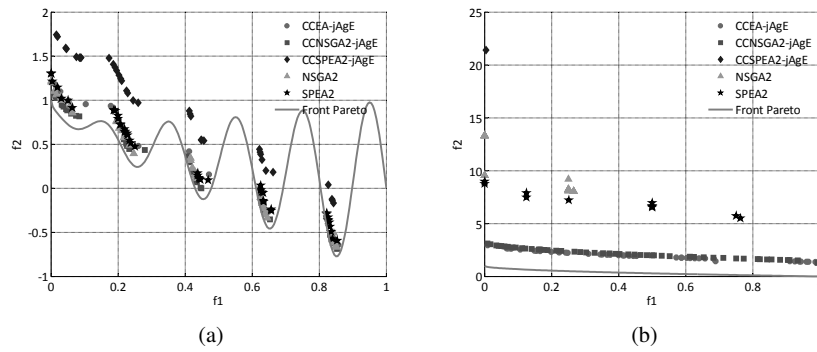 2
1.5
1
0.5
0
-0.5
-1
f2
0
0.2
0.4
0.6
0.8
1
f1
CCEA-jAgE
CCNSGA2-jAgE
CCSPEA2-jAgE
NSGA2
SPEA2
Front Pareto
(a)
25
20
15
10
5
0
f2
0
0.2
0.4
0.6
0.8
f1
CCEA-jAgE
CCNSGA2-jAgE
CCSPEA2-jAgE
NSGA2
SPEA2
Front Pareto
(b)